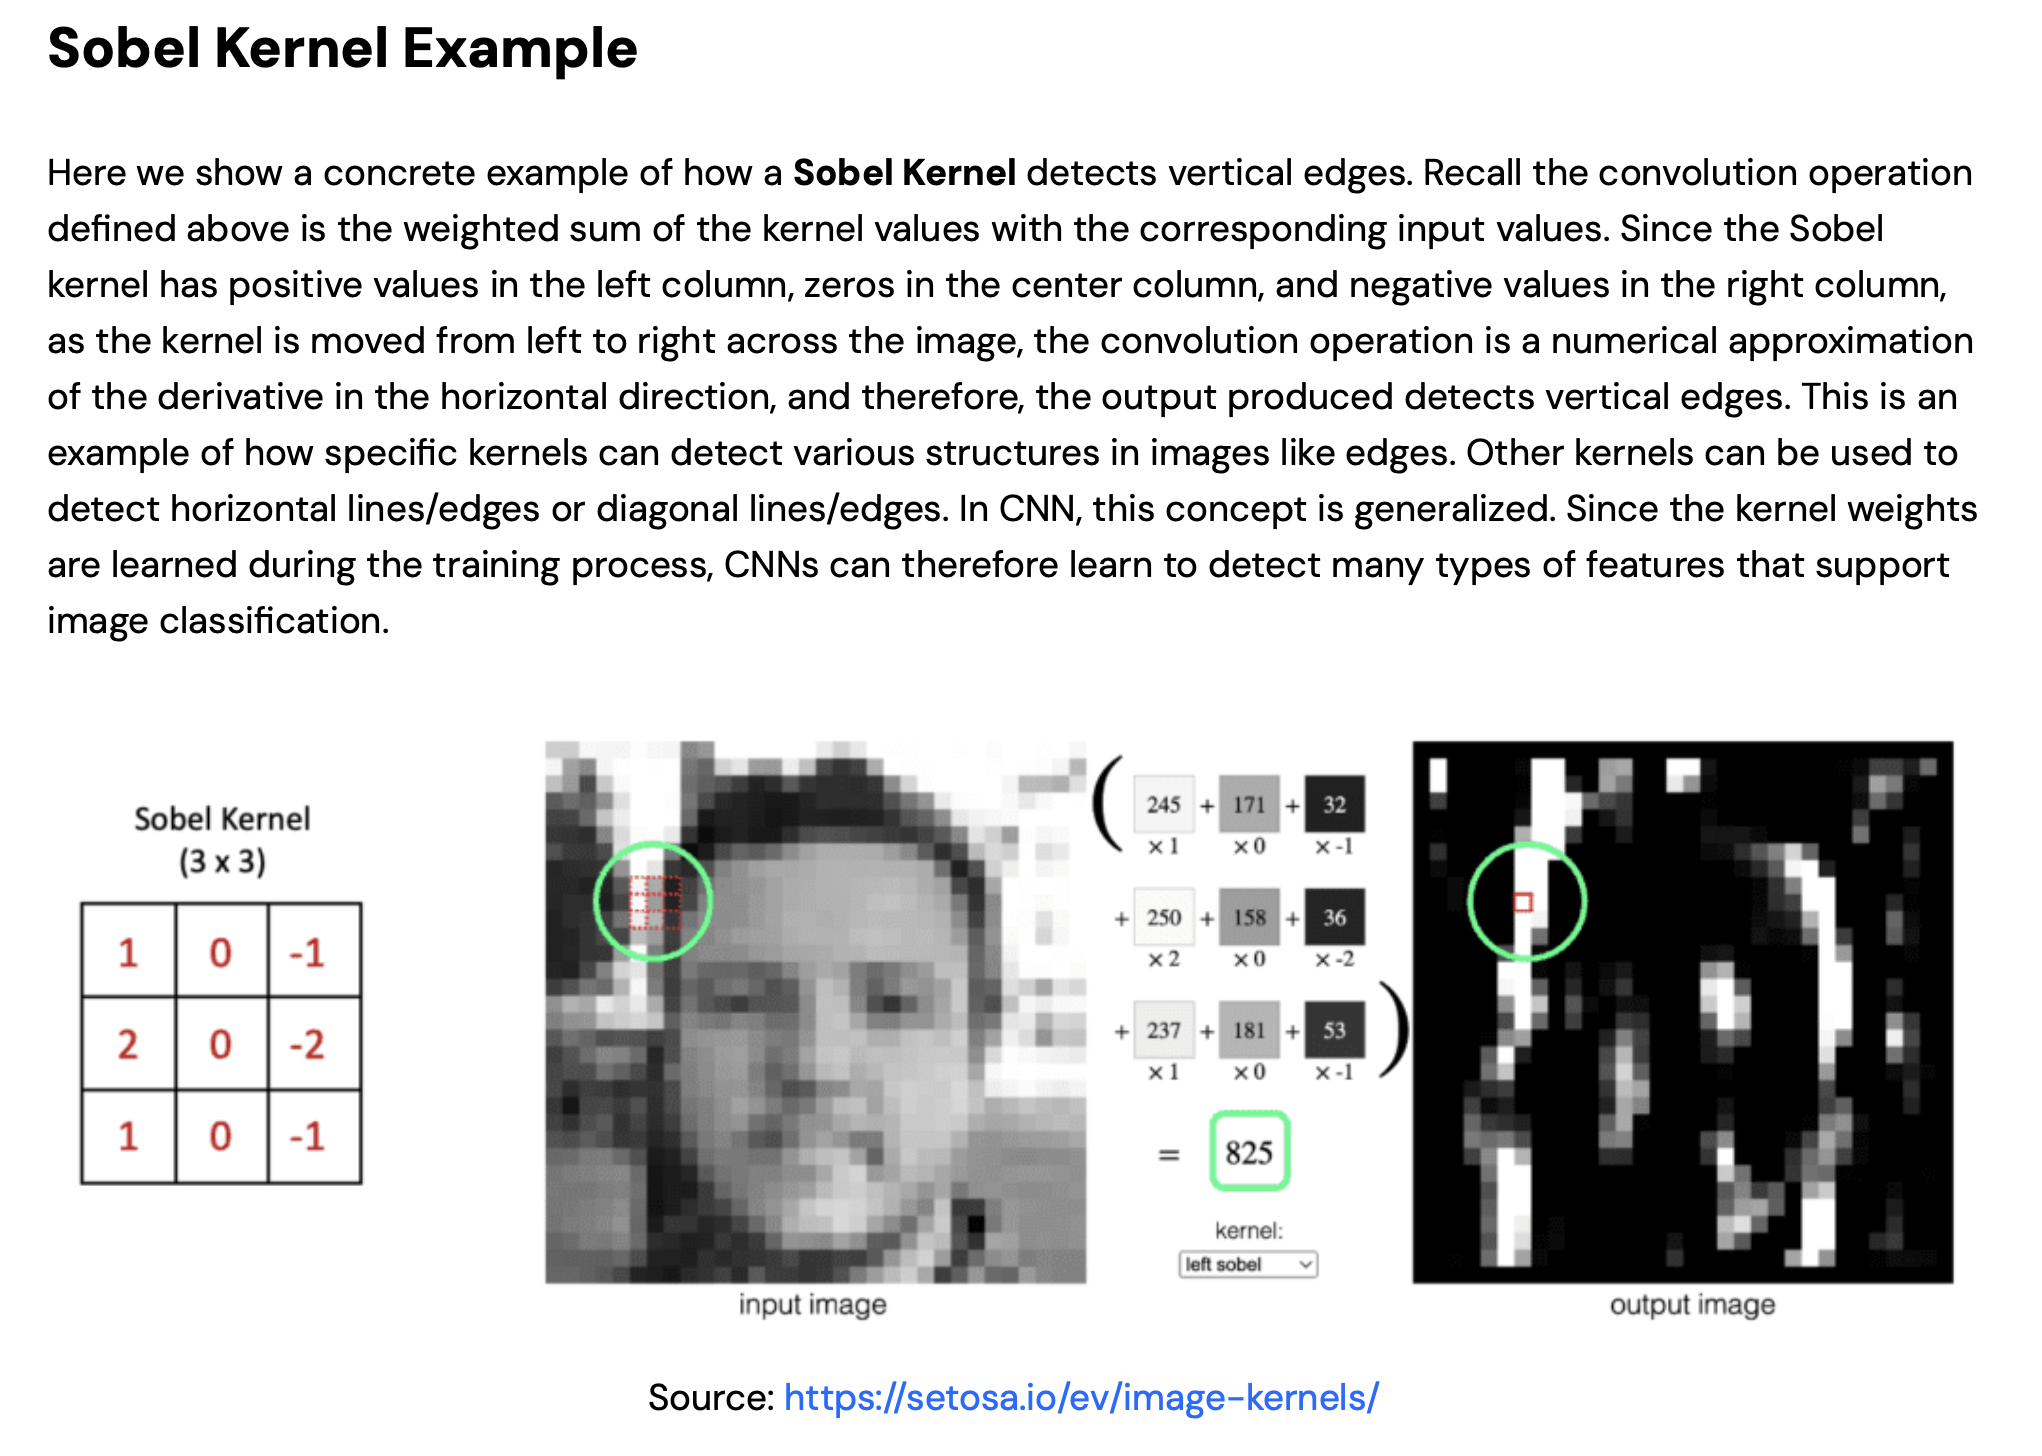 Sobel Kernel Example
Here we show a concrete example of how a Sobel Kernel detects vertical edges. Recall the convolution operation
defined above is the weighted sum of the kernel values with the corresponding input values. Since the Sobel
kernel has positive values in the left column, zeros in the center column, and negative values in the right column,
as the kernel is moved from left to right across the image, the convolution operation is a numerical approximation
of the derivative in the horizontal direction, and therefore, the output produced detects vertical edges. This is an
example of how specific kernels can detect various structures in images like edges. Other kernels can be used to
detect horizontal lines/edges or diagonal lines/edges. In CNN, this concept is generalized. Since the kernel weights
are learned during the training process, CNNs can therefore learn to detect many types of features that support
image classification.
Sobel Kernel
(3 x 3)
1 0 -1
2 0 -2
1 0 -1
input image
( 245 + 171 + 32
×1 ×0 ×-1
+ 250 + 158 + 36
×2 ×0 ×-2
+ 237 + 181 + 53 )
×1 ×0 ×-1
= 825
kernel:
left sobel
output image
Source: https://setosa.io/ev/image-kernels/